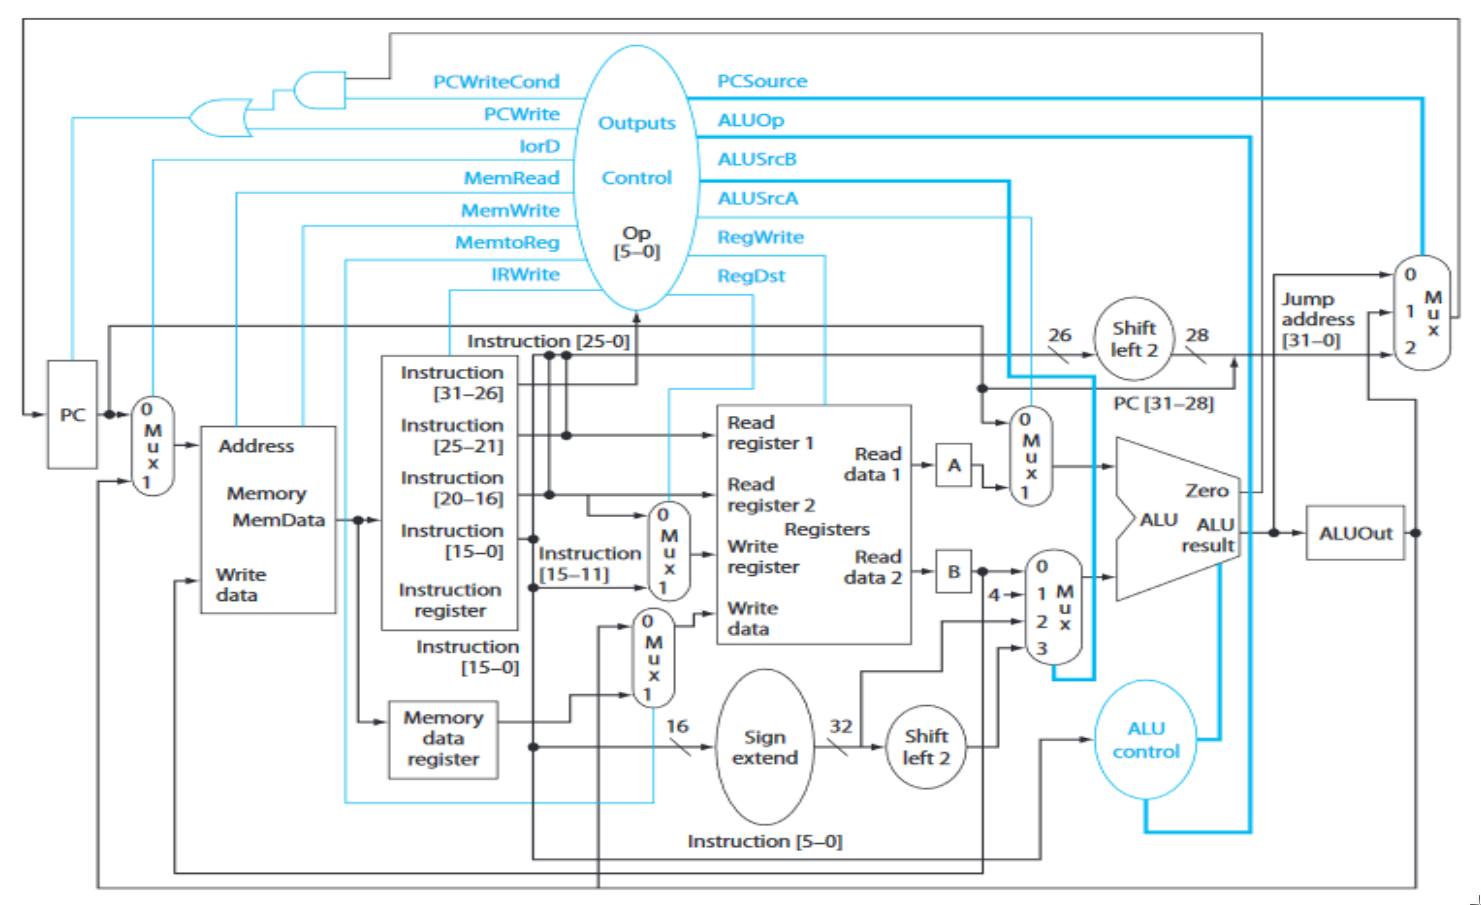 PCWriteCond
PCWrite
IorD
MemRead
MemWrite
MemtoReg
IRWrite
Outputs
Control
Op
[5–0]
PCSource
ALUOp
ALUSrcB
ALUSrcA
RegWrite
RegDst
PC
0
M
u
x
1
Address
Memory
MemData
Write
data
Instruction [25-0]
Instruction
[31–26]
Instruction
[25–21]
Instruction
[20–16]
Instruction
[15–0]
Instruction
register
Instruction
[15–0]
Memory
data
register
Instruction
[15–11]
0
M
u
x
1
0
M
u
x
1
Read
register 1
Read
register 2
Write
register
Write
data
Registers
Read
data 1
Read
data 2
A
B
4
16
Sign
extend
32
Shift
left 2
Instruction [5–0]
26
Shift
left 2
28
PC [31–28]
Jump
address
[31–0]
0
M
u
x
1
0
1
2
3
M
u
x
Zero
ALU
ALU
result
ALU
control
ALUOut
0
1
2
M
u
x